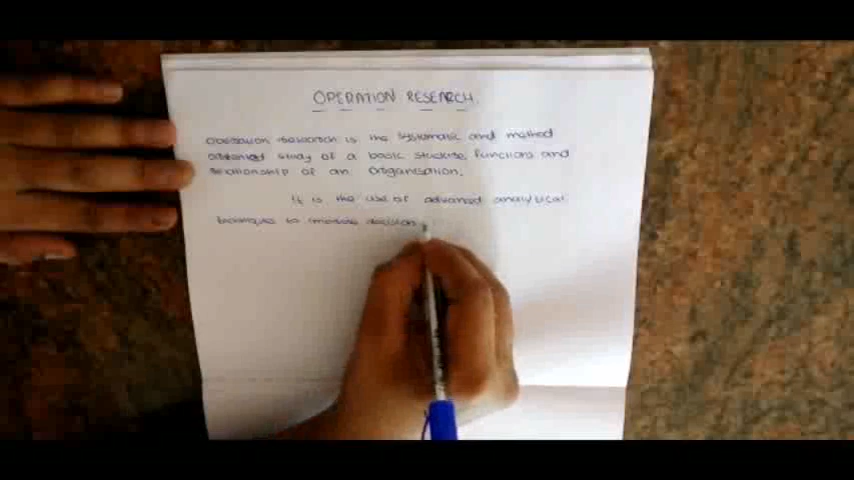 OPERATION RESEARCH.
Operation research is the systematic and method
oriented study of a basic structure, functions and
relationship of an organisation.
It is the use of advanced analytical
techniques to improve decision